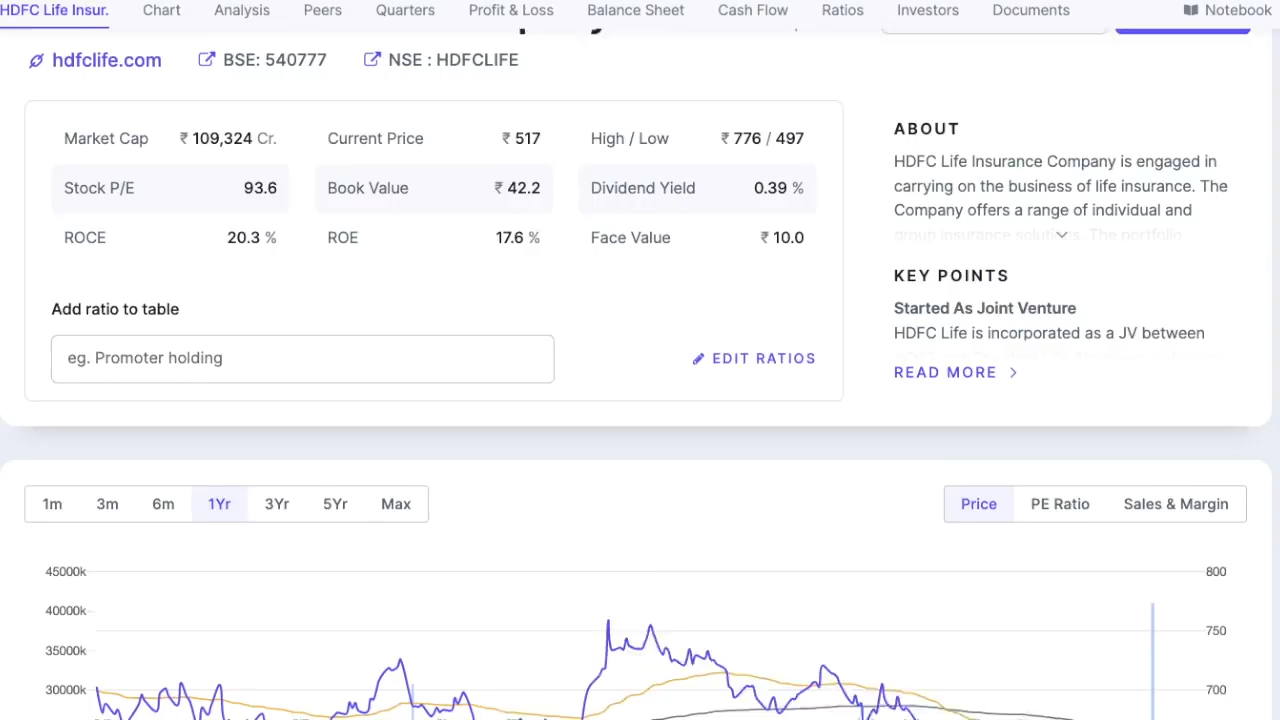 HDFC Life Insur. Chart Analysis Peers Quarters Profit & Loss Balance Sheet Cash Flow Ratios Investors Documents Notebook
hdfclife.com BSE: 540777 NSE : HDFCLIFE
Market Cap ₹ 109,324 Cr. Current Price ₹ 517 High / Low ₹ 776 / 497
Stock P/E 93.6 Book Value ₹ 42.2 Dividend Yield 0.39 %
ROCE 20.3 % ROE 17.6 % Face Value ₹ 10.0
Add ratio to table
eg. Promoter holding
EDIT RATIOS
ABOUT
HDFC Life Insurance Company is engaged in
carrying on the business of life insurance. The
Company offers a range of individual and
group insurance solutions. The portfolio
KEY POINTS
Started As Joint Venture
HDFC Life is incorporated as a JV between
READ MORE
1m 3m 6m 1Yr 3Yr 5Yr Max
Price PE Ratio Sales & Margin
45000k 800
40000k
750
35000k
30000k 700